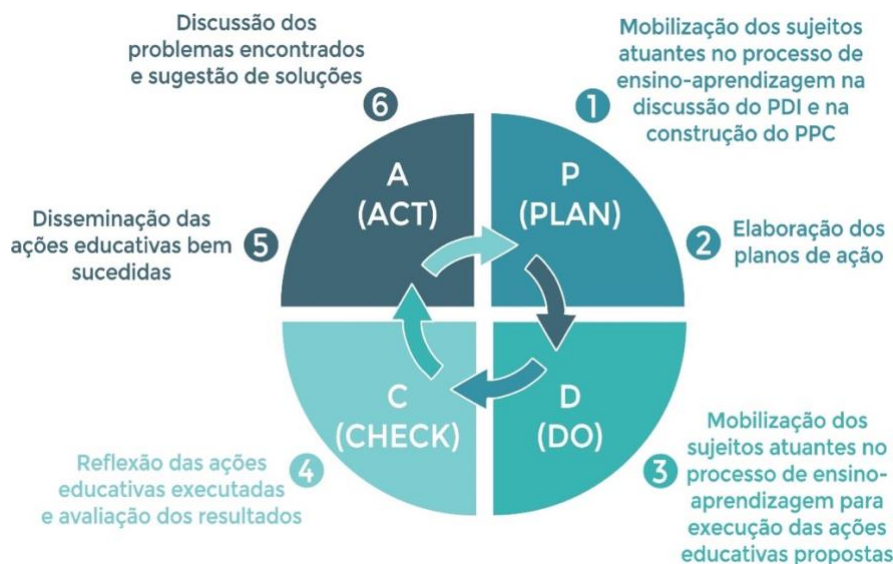 Discussão dos
problemas encontrados
e sugestão de soluções
6
1
Mobilização dos sujeitos
atuantes no processo de
ensino-aprendizagem na
discussão do PDI e na
construção do PPC
A
(ACT)
P
(PLAN)
Disseminação das
ações educativas bem
sucedidas
5
2
Elaboração dos
planos de ação
C
(CHECK)
D
(DO)
Reflexão das ações
educativas executadas
e avaliação dos resultados
4
3
Mobilização dos
sujeitos atuantes no
processo de ensino-
aprendizagem para
execução das ações
educativas propostas